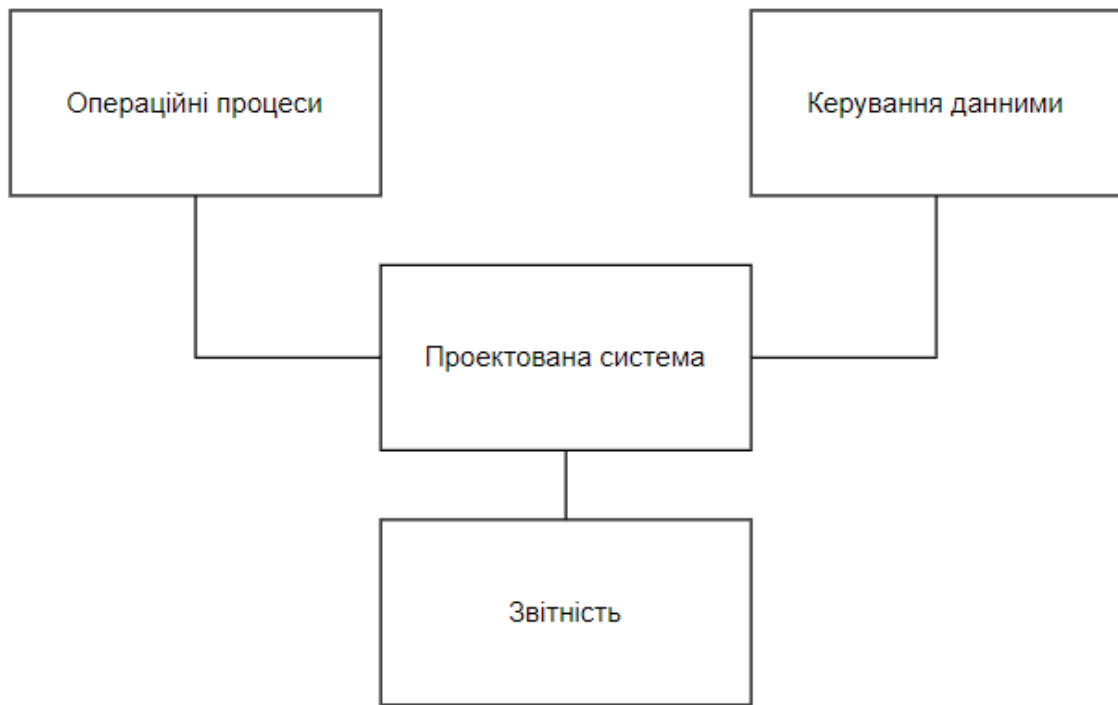 Операційні процеси
Керування данними
Проектована система
Звітність